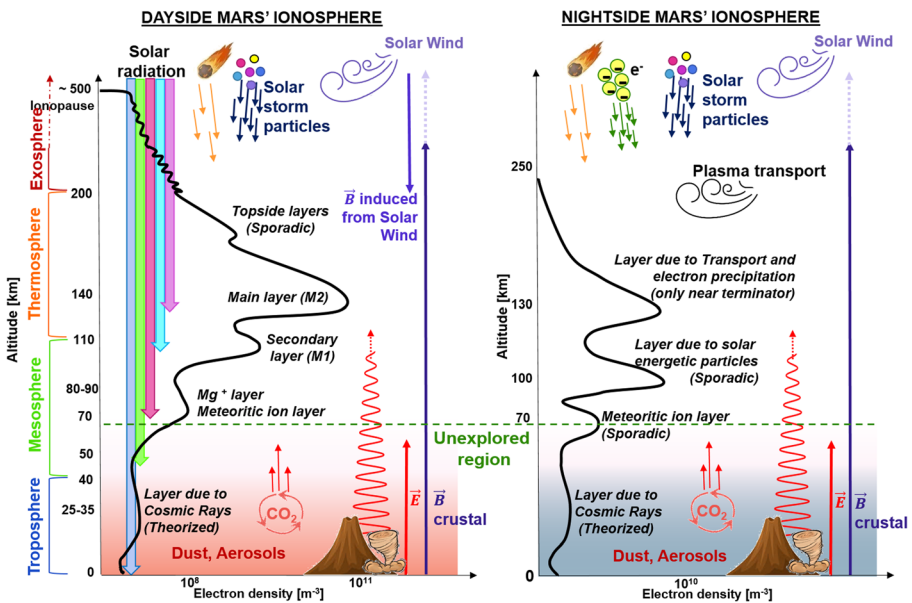 DAYSIDE MARS' IONOSPHERE
Solar
radiation
Solar
storm
particles
Solar Wind
~ 500
Ionopause
200
140
110
80-90
70
50
40
25-35
0
Altitude [km]
Exosphere
Thermosphere
Mesosphere
Troposphere
Topside layers
(Sporadic)
B induced
from Solar
Wind
Main layer (M2)
Secondary
layer (M1)
Mg + layer
Meteoritic ion layer
Unexplored
region
Layer due to
Cosmic Rays
(Theorized)
CO2
E
B
crustal
Dust, Aerosols
10^8
10^11
Electron density [m-3]
NIGHTSIDE MARS' IONOSPHERE
e-
Solar
storm
particles
Solar Wind
Plasma transport
250
130
100
70
0
Altitude [km]
Layer due to Transport and
electron precipitation
(only near terminator)
Layer due to solar
energetic particles
(Sporadic)
Meteoritic ion layer
(Sporadic)
Layer due to
Cosmic Rays
(Theorized)
CO2
E
B
crustal
Dust, Aerosols
10^10
Electron density [m-3]